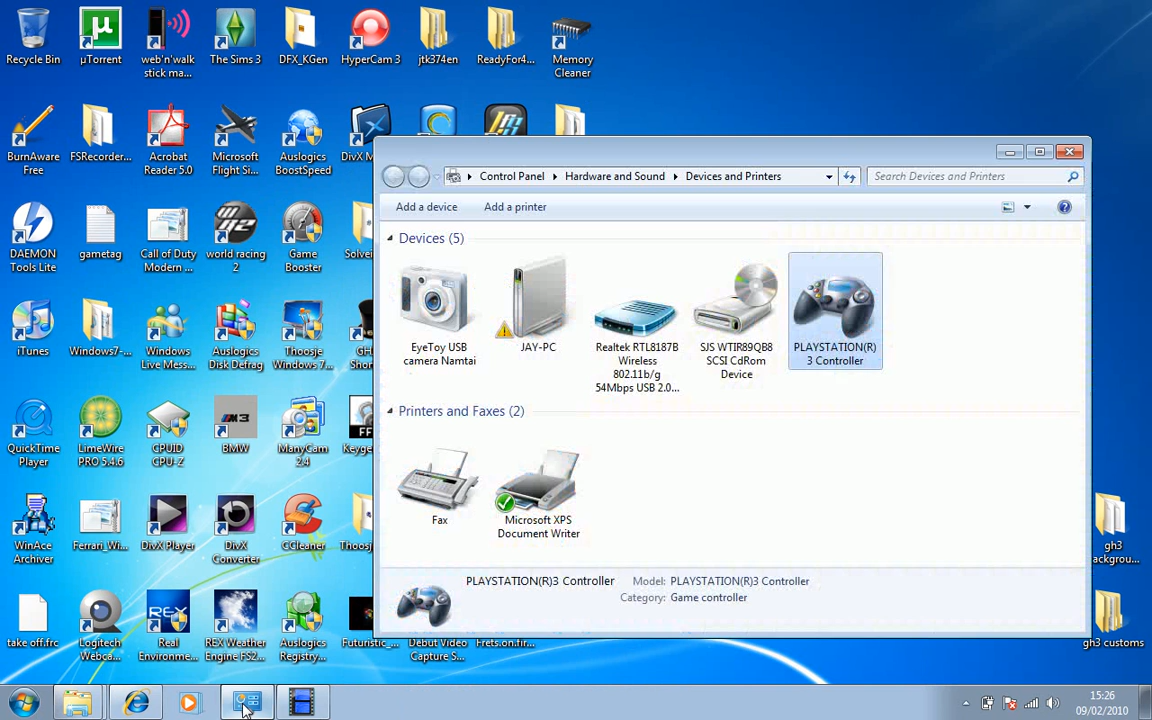 Recycle Bin
µTorrent
web'n'walk
stick ma...
The Sims 3
DFX_KGen
HyperCam 3
jtk374en
ReadyFor4...
Memory
Cleaner
BurnAware
Free
FSRecorder...
Acrobat
Reader 5.0
Microsoft
Flight Si...
Auslogics
BoostSpeed
DivX M
DAEMON
Tools Lite
gametag
Call of Duty
Modern ...
world racing
2
Game
Booster
Solve
iTunes
Windows7-...
Windows
Live Mess...
Auslogics
Disk Defrag
Thoosje
Windows 7...
GH
Shor
QuickTime
Player
LimeWire
PRO 5.4.6
CPUID
CPU-Z
M3
BMW
ManyCam
2.4
FF
Keyge
WinAce
Archiver
Ferrari_Wi...
DivX Player
DivX
Converter
CCleaner
Thoosj
take off.frc
Logitech
Webca...
REX
Real
Environme...
REX Weather
Engine FS2...
Auslogics
Registry...
Futuristic_...
Debut Video
Capture S...
Frets.on.fir...
gh3
backgrou...
gh3 customs
Control Panel
Hardware and Sound
Devices and Printers
Search Devices and Printers
Add a device
Add a printer
Devices (5)
EyeToy USB
camera Namtai
JAY-PC
Realtek RTL8187B
Wireless
802.11b/g
54Mbps USB 2.0...
SJS WTIR89QB8
SCSI CdRom
Device
PLAYSTATION(R)
3 Controller
Printers and Faxes (2)
Fax
Microsoft XPS
Document Writer
PLAYSTATION(R)3 Controller
Model: PLAYSTATION(R)3 Controller
Category: Game controller
15:26
09/02/2010